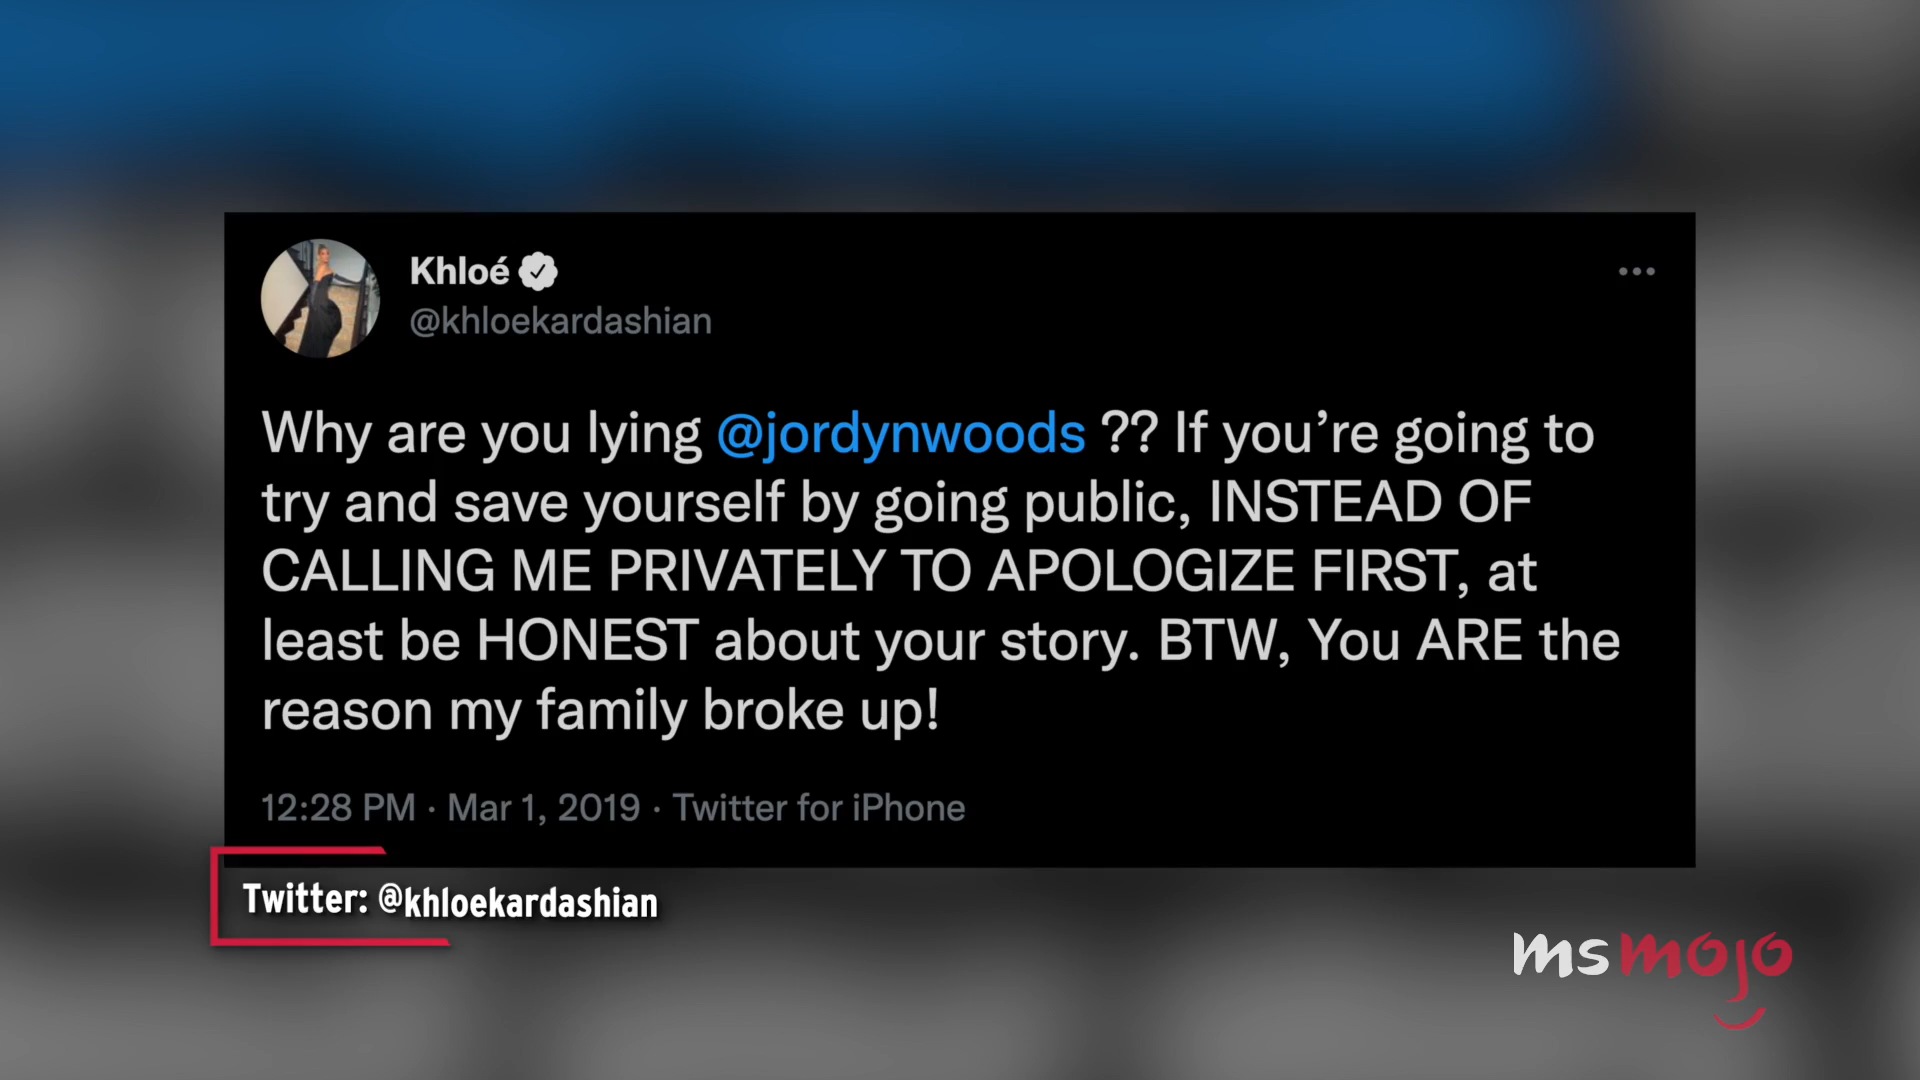 Khloé
@khloekardashian
Why are you lying @jordynwoods ?? If you’re going to
try and save yourself by going public, INSTEAD OF
CALLING ME PRIVATELY TO APOLOGIZE FIRST, at
least be HONEST about your story. BTW, You ARE the
reason my family broke up!
12:28 PM · Mar 1, 2019 · Twitter for iPhone
Twitter: @khloekardashian
msmojo